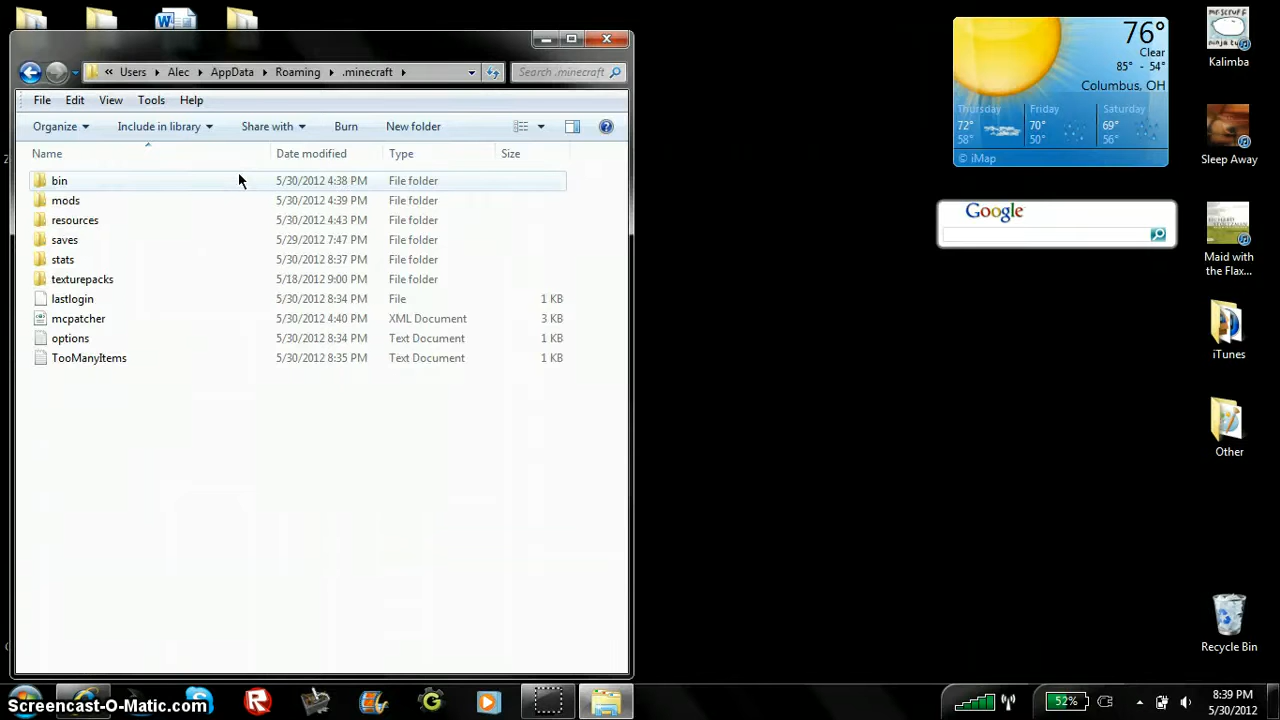 « Users Alec AppData Roaming .minecraft Search .minecraft
File Edit View Tools Help
Organize Include in library Share with Burn New folder
Name Date modified Type Size
bin 5/30/2012 4:38 PM File folder
mods 5/30/2012 4:39 PM File folder
resources 5/30/2012 4:43 PM File folder
saves 5/29/2012 7:47 PM File folder
stats 5/30/2012 8:37 PM File folder
texturepacks 5/18/2012 9:00 PM File folder
lastlogin 5/30/2012 8:34 PM File 1 KB
mcpatcher 5/30/2012 4:40 PM XML Document 3 KB
options 5/30/2012 8:34 PM Text Document 1 KB
TooManyItems 5/30/2012 8:35 PM Text Document 1 KB
76°
Clear
85° - 54°
Columbus, OH
Thursday Friday Saturday
72° 70° 69°
58° 50° 56°
© iMap
Google
Kalimba
Sleep Away
Maid with
the Flax...
iTunes
Other
Recycle Bin
Screencast-O-Matic.com
52%
8:39 PM
5/30/2012